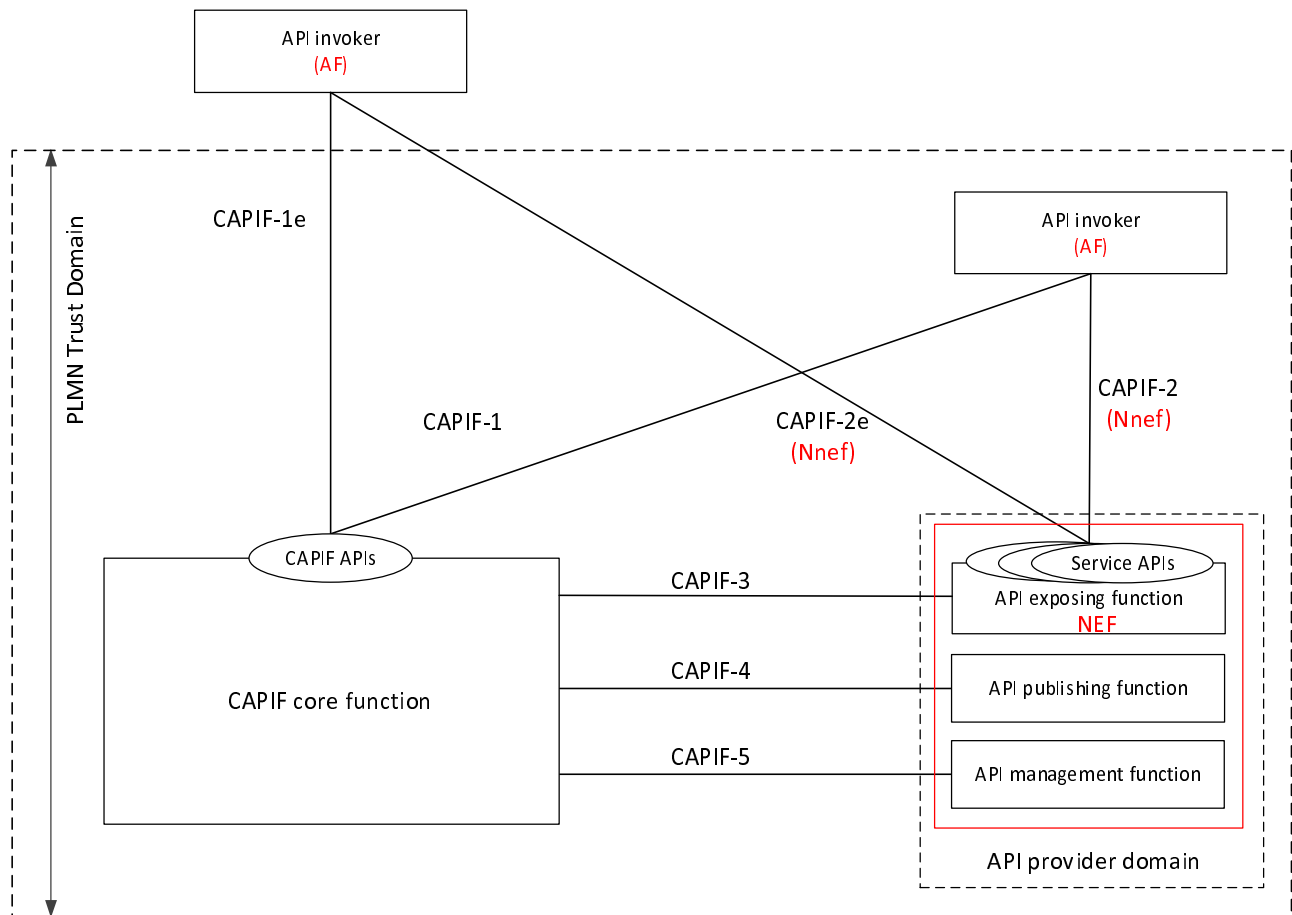 API invoker
(AF)
PLMN Trust Domain
CAPIF-1e
API invoker
(AF)
CAPIF-1
CAPIF-2e
(Nnef)
CAPIF-2
(Nnef)
CAPIF APIs
CAPIF core function
CAPIF-3
CAPIF-4
CAPIF-5
Service APIs
API exposing function
NEF
API publishing function
API management function
API provider domain